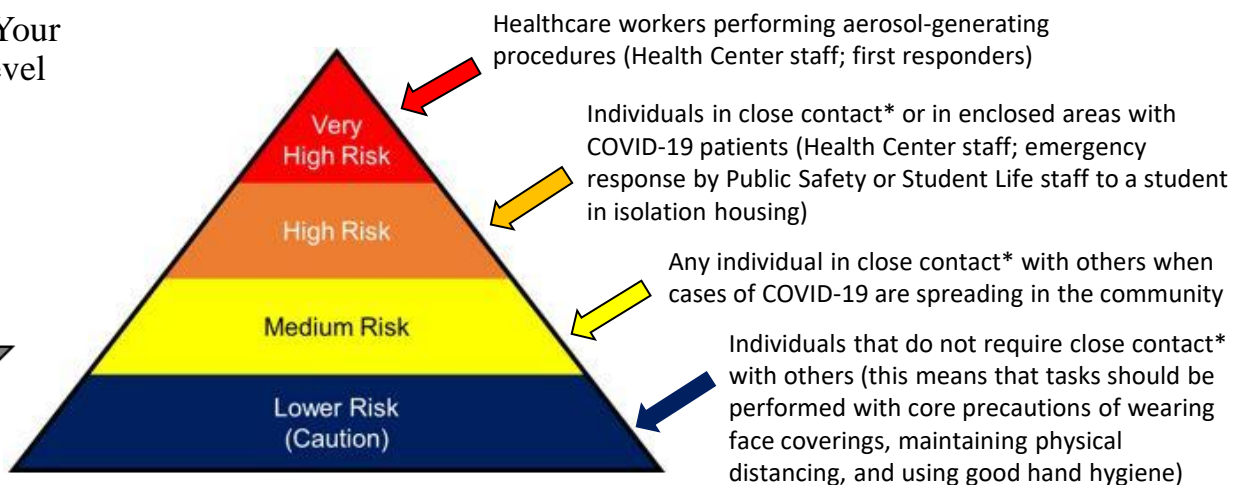 Your
evel
Healthcare workers performing aerosol-generating
procedures (Health Center staff; first responders)
Very
High Risk
Individuals in close contact* or in enclosed areas with
COVID-19 patients (Health Center staff; emergency
response by Public Safety or Student Life staff to a student
in isolation housing)
High Risk
Any individual in close contact* with others when
cases of COVID-19 are spreading in the community
Medium Risk
Individuals that do not require close contact*
with others (this means that tasks should be
performed with core precautions of wearing
face coverings, maintaining physical
distancing, and using good hand hygiene)
Lower Risk
(Caution)